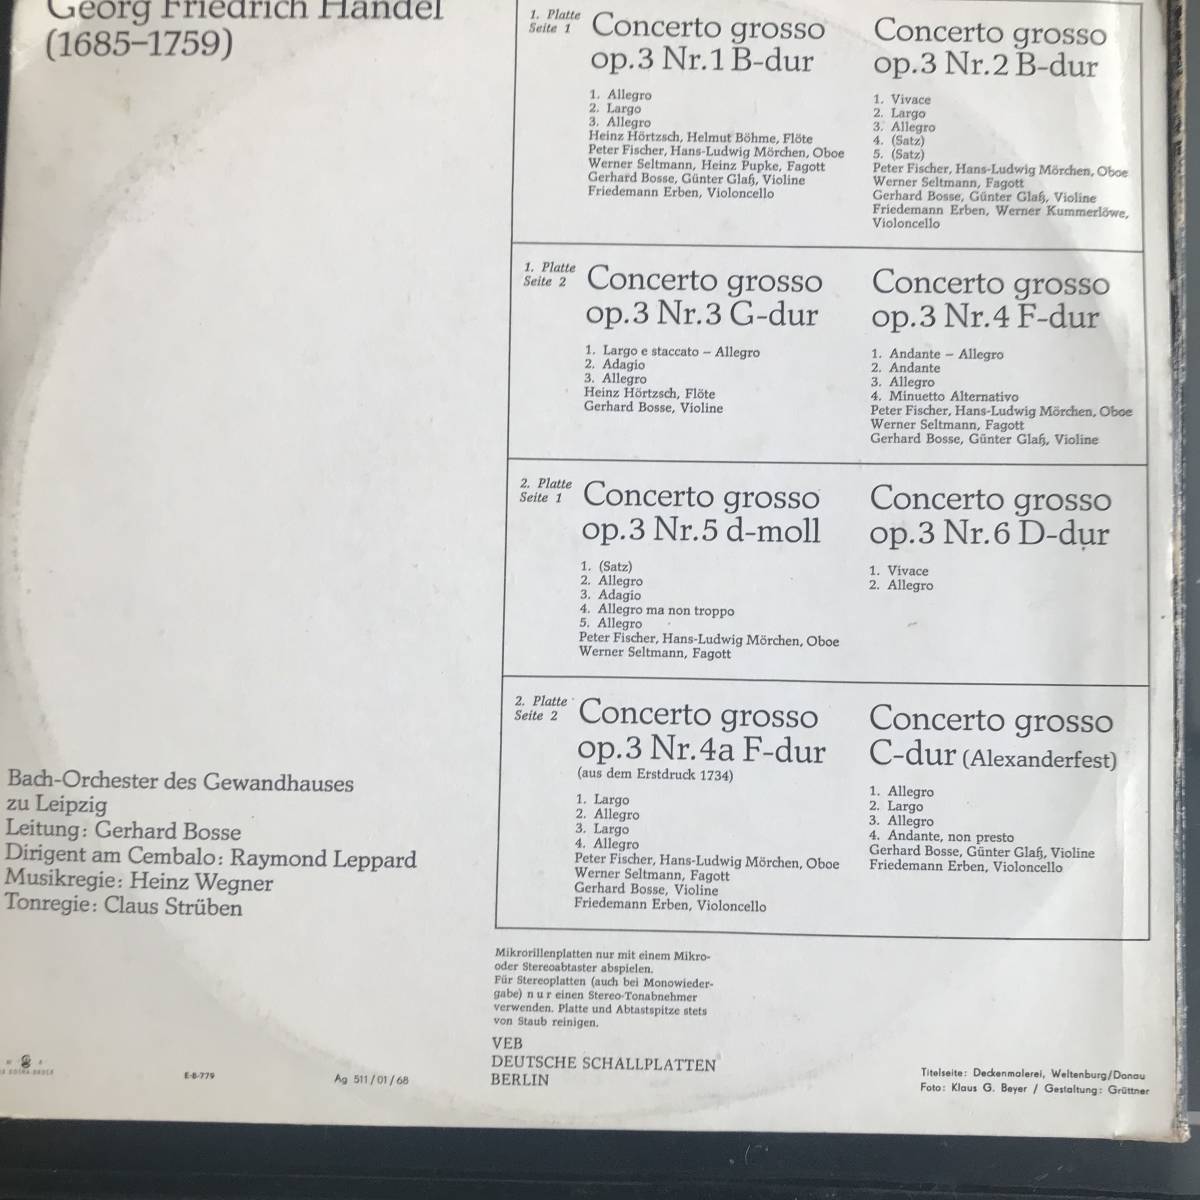 Georg Friedrich Händel
(1685–1759)
1. Platte
Seite 1
Concerto grosso
op.3 Nr.1 B-dur
1. Allegro
2. Largo
3. Allegro
Heinz Hörtzsch, Helmut Böhme, Flöte
Peter Fischer, Hans-Ludwig Mörchen, Oboe
Werner Seltmann, Heinz Pupke, Fagott
Gerhard Bosse, Günter Glaß, Violine
Friedemann Erben, Violoncello
Concerto grosso
op.3 Nr.2 B-dur
1. Vivace
2. Largo
3. Allegro
4. (Satz)
5. (Satz)
Peter Fischer, Hans-Ludwig Mörchen, Oboe
Werner Seltmann, Fagott
Gerhard Bosse, Günter Glaß, Violine
Friedemann Erben, Werner Kummerlöwe,
Violoncello
1. Platte
Seite 2
Concerto grosso
op.3 Nr.3 G-dur
1. Largo e staccato – Allegro
2. Adagio
3. Allegro
Heinz Hörtzsch, Flöte
Gerhard Bosse, Violine
Concerto grosso
op.3 Nr.4 F-dur
1. Andante – Allegro
2. Andante
3. Allegro
4. Minuetto Alternativo
Peter Fischer, Hans-Ludwig Mörchen, Oboe
Werner Seltmann, Fagott
Gerhard Bosse, Günter Glaß, Violine
2. Platte
Seite 1
Concerto grosso
op.3 Nr.5 d-moll
1. (Satz)
2. Allegro
3. Adagio
4. Allegro ma non troppo
5. Allegro
Peter Fischer, Hans-Ludwig Mörchen, Oboe
Werner Seltmann, Fagott
Concerto grosso
op.3 Nr.6 D-dur
1. Vivace
2. Allegro
2. Platte
Seite 2
Concerto grosso
op.3 Nr.4a F-dur
(aus dem Erstdruck 1734)
1. Largo
2. Allegro
3. Largo
4. Allegro
Peter Fischer, Hans-Ludwig Mörchen, Oboe
Werner Seltmann, Fagott
Gerhard Bosse, Violine
Friedemann Erben, Violoncello
Concerto grosso
C-dur (Alexanderfest)
1. Allegro
2. Largo
3. Allegro
4. Andante, non presto
Gerhard Bosse, Günter Glaß, Violine
Friedemann Erben, Violoncello
Bach-Orchester des Gewandhauses
zu Leipzig
Leitung: Gerhard Bosse
Dirigent am Cembalo: Raymond Leppard
Musikregie: Heinz Wegner
Tonregie: Claus Strüben
Mikrorillenplatten nur mit einem Mikro-
oder Stereoabtaster abspielen.
Für Stereoplatten (auch bei Monowieder-
gabe) nur einen Stereo-Tonabnehmer
verwenden. Platte und Abtastspitze stets
von Staub reinigen.
VEB
DEUTSCHE SCHALLPLATTEN
BERLIN
E-8-779
Ag 511/01/68
Titelseite: Deckenmalerei, Weltenburg/Donau
Foto: Klaus G. Beyer / Gestaltung: Grüttner